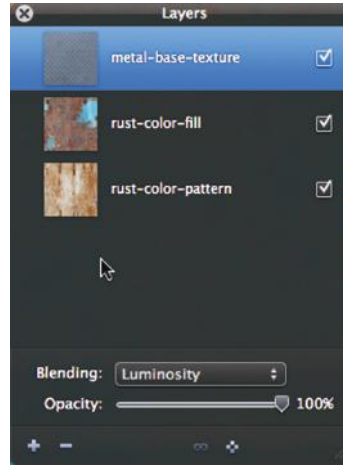 Layers
metal-base-texture
rust-color-fill
rust-color-pattern
Blending: Luminosity
Opacity: 100%